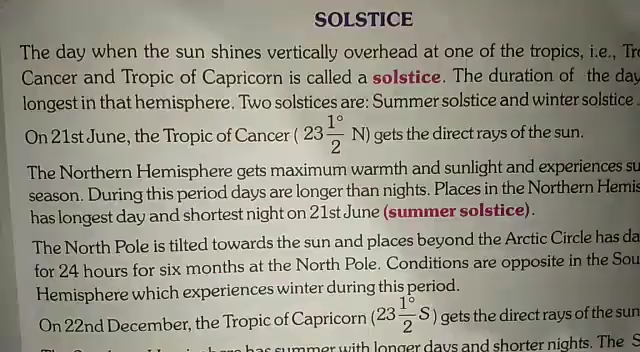 SOLSTICE
The day when the sun shines vertically overhead at one of the tropics, i.e.,
Cancer and Tropic of Capricorn is called a solstice. The duration of the day
longest in that hemisphere. Two solstices are: Summer solstice and winter solstice.
On 21st June, the Tropic of Cancer ( 23 1/2° N) gets the direct rays of the sun.
The Northern Hemisphere gets maximum warmth and sunlight and experiences
season. During this period days are longer than nights. Places in the Northern
has longest day and shortest night on 21st June (summer solstice).
The North Pole is tilted towards the sun and places beyond the Arctic Circle has
for 24 hours for six months at the North Pole. Conditions are opposite in the
Hemisphere which experiences winter during this period.
On 22nd December, the Tropic of Capricorn (23 1/2° S) gets the direct rays of the sun
has summer with longer days and shorter nights. The